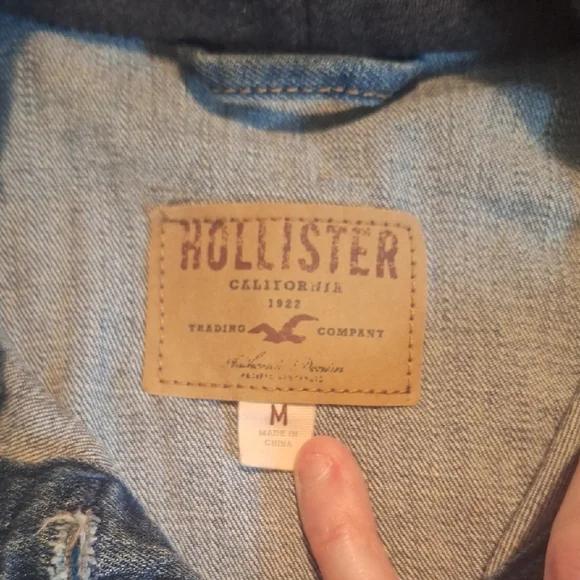 HOLLISTER
CALIFORNIA
1922
TRADING COMPANY
M
MADE IN
CHINA